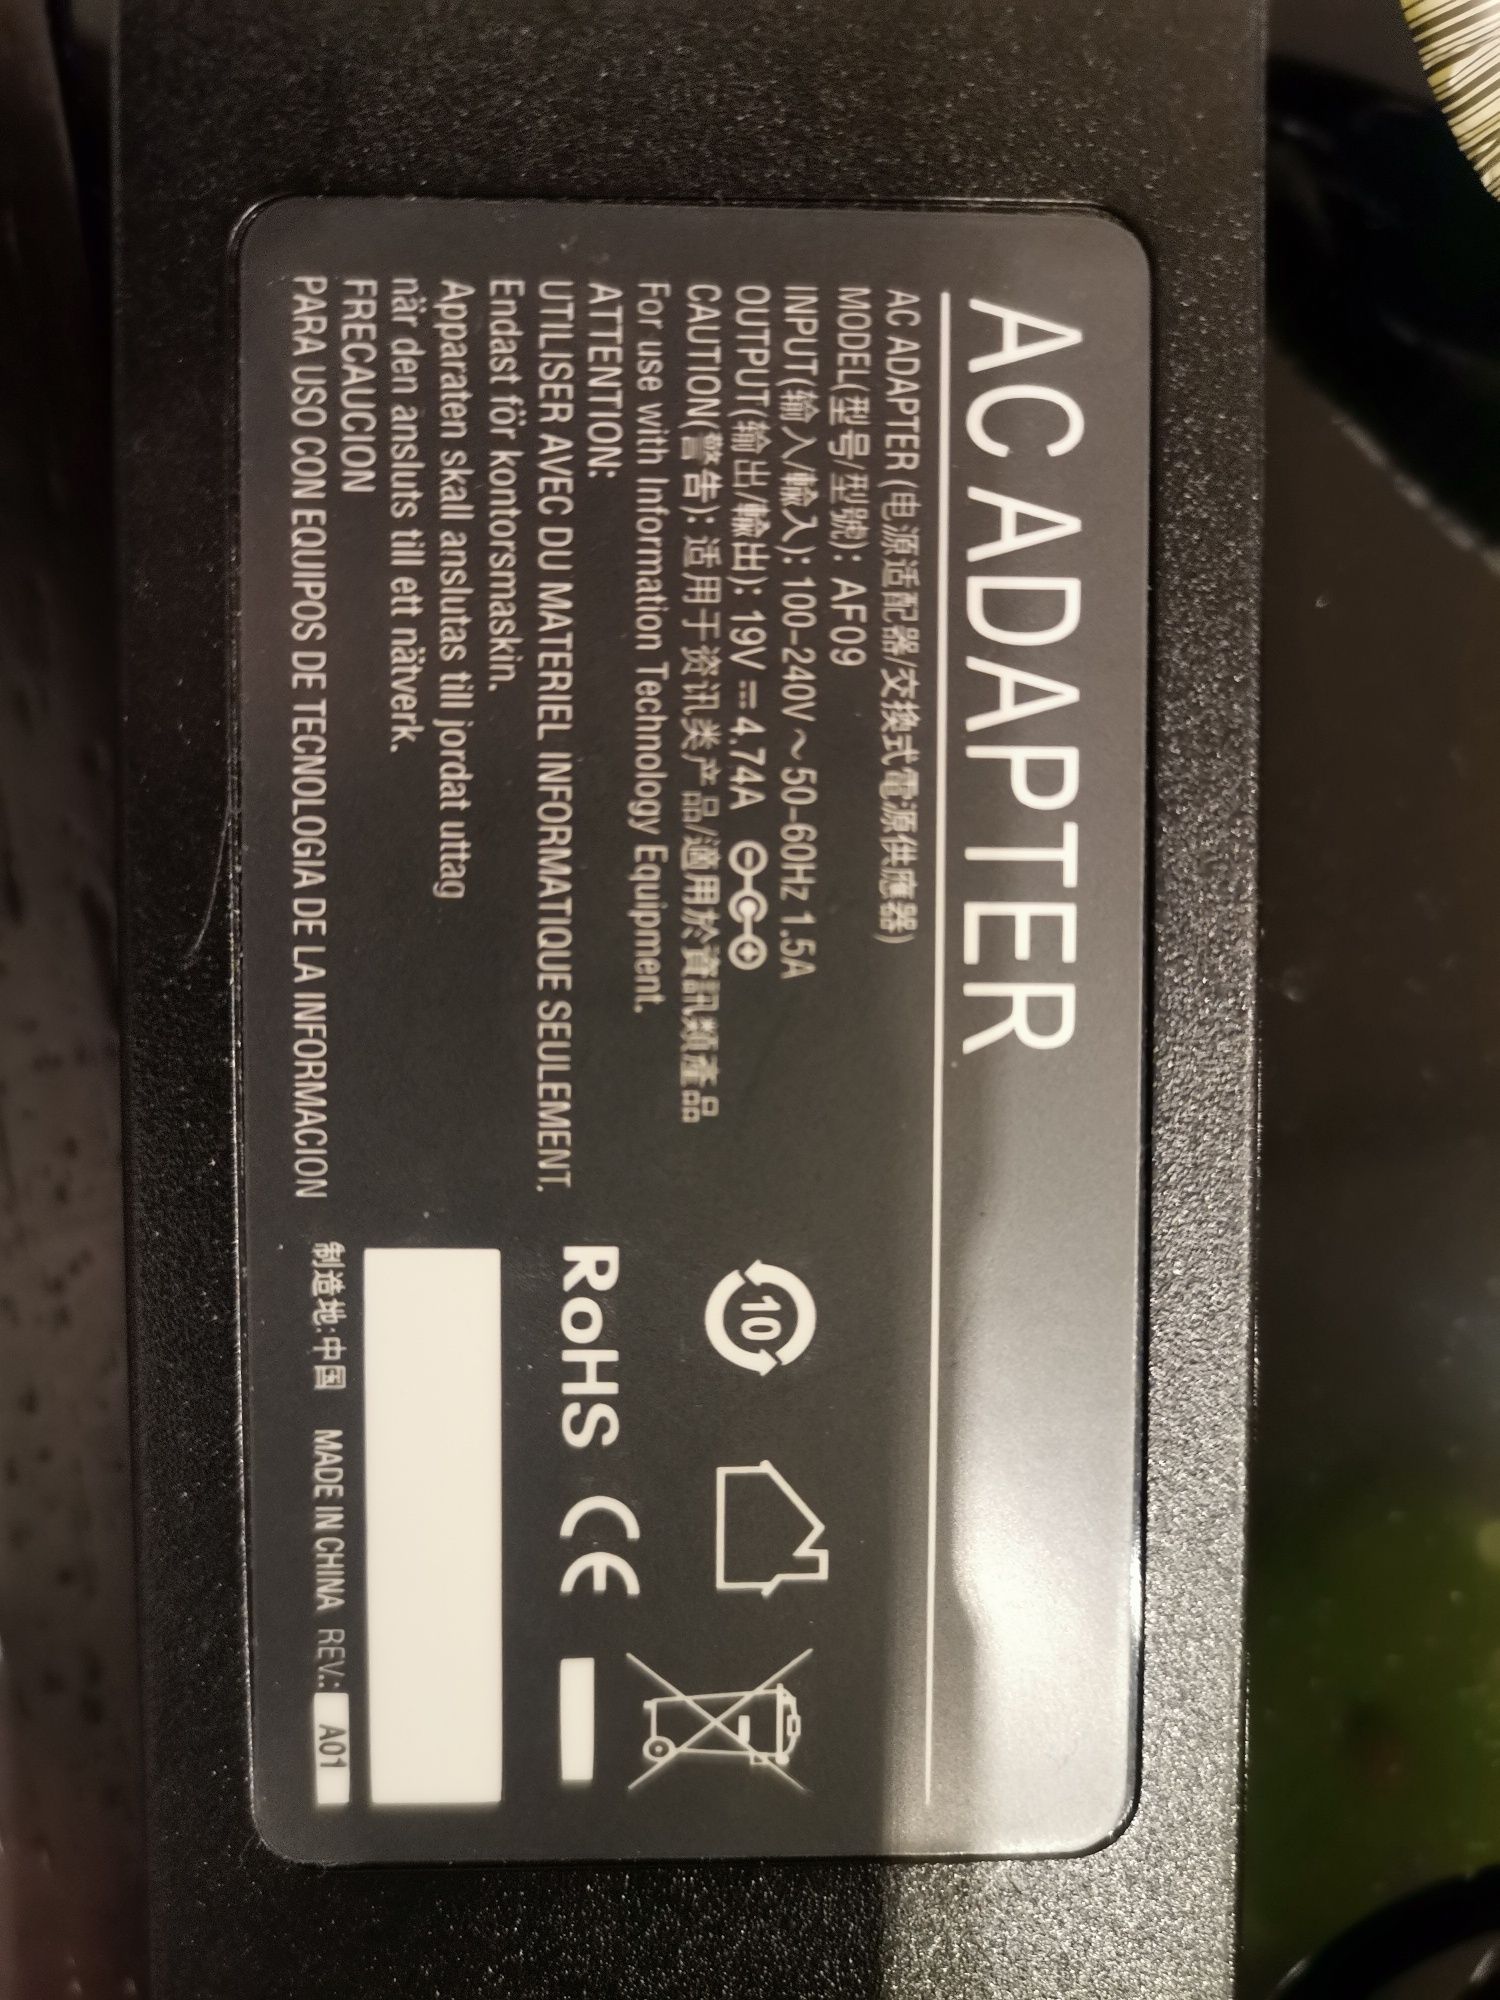 AC ADAPTER
AC ADAPTER (电源适配器/交換式電源供應器)
MODEL(型号/型號): AF09
INPUT(输入/輸入): 100-240V~50-60Hz 1.5A
OUTPUT(输出/輸出): 19V⎓4.74A
CAUTION(警告): 适用于资讯类产品/適用於資訊類產品
For use with Information Technology Equipment.
ATTENTION:
UTILISER AVEC DU MATERIEL INFORMATIQUE SEULEMENT.
Endast för kontorsmaskin.
Apparaten skall anslutas till jordat uttag
när den ansluts till ett nätverk.
FRECAUCION
PARA USO CON EQUIPOS DE TECNOLOGIA DE LA INFORMACION
10
RoHS CE
制造地:中国 MADE IN CHINA REV.: A01